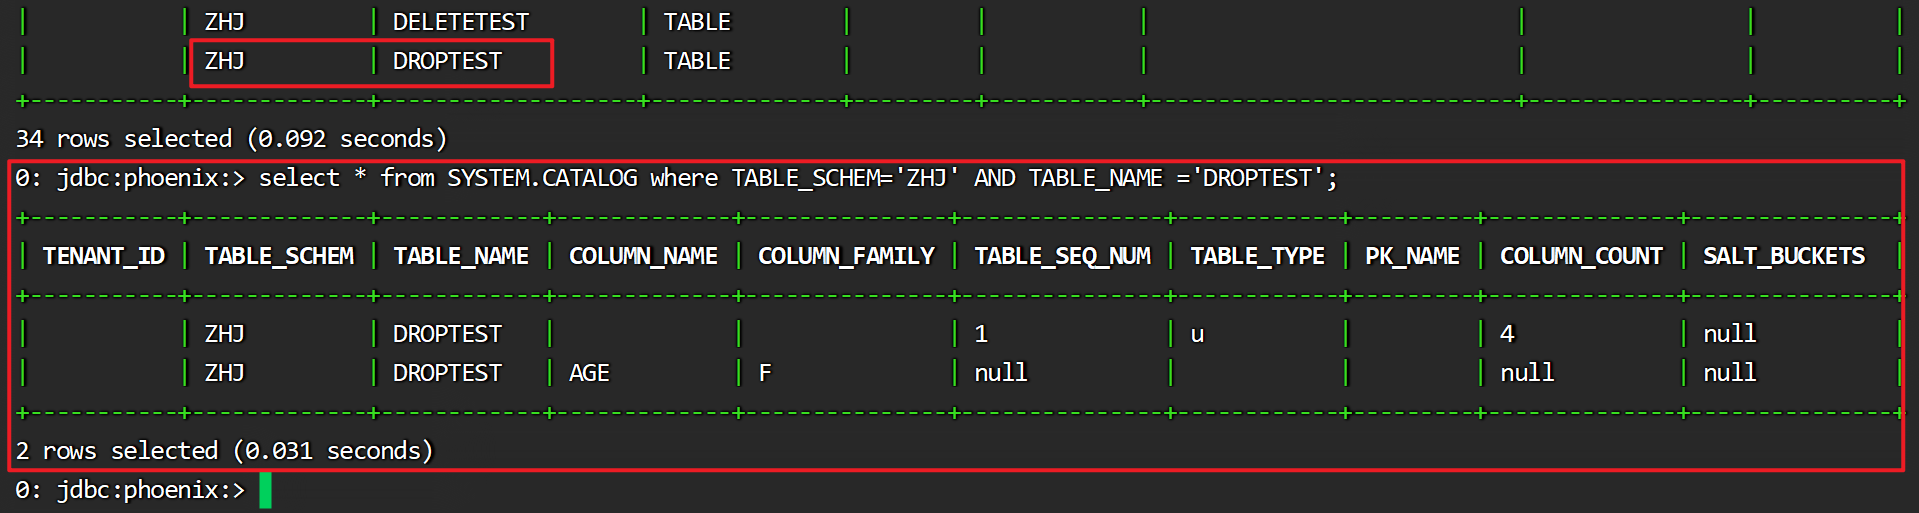 | | ZHJ | DELETETEST | TABLE | | | | | |
| | ZHJ | DROPTEST | TABLE | | | | | |
+-----------+-------------+-------------------+--------------+---------+-----------+---------------------------+----------------+----------+
34 rows selected (0.092 seconds)
0: jdbc:phoenix:> select * from SYSTEM.CATALOG where TABLE_SCHEM='ZHJ' AND TABLE_NAME ='DROPTEST';
+-----------+-------------+------------+-------------+---------------+---------------+------------+---------+--------------+---------------+
| TENANT_ID | TABLE_SCHEM | TABLE_NAME | COLUMN_NAME | COLUMN_FAMILY | TABLE_SEQ_NUM | TABLE_TYPE | PK_NAME | COLUMN_COUNT | SALT_BUCKETS |
+-----------+-------------+------------+-------------+---------------+---------------+------------+---------+--------------+---------------+
| | ZHJ | DROPTEST | | | 1 | u | | 4 | null |
| | ZHJ | DROPTEST | AGE | F | null | | | null | null |
+-----------+-------------+------------+-------------+---------------+---------------+------------+---------+--------------+---------------+
2 rows selected (0.031 seconds)
0: jdbc:phoenix:>